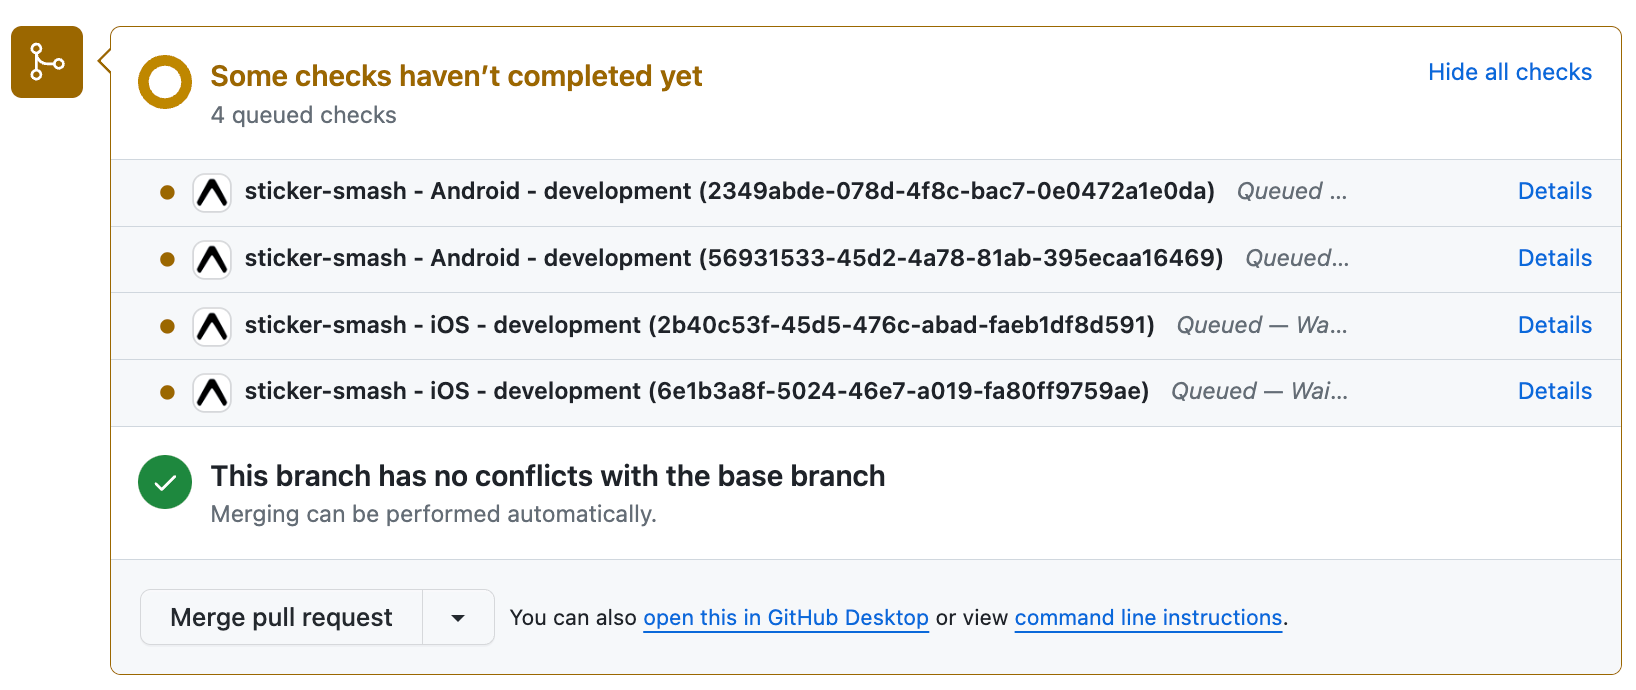 Some checks haven’t completed yet
Hide all checks
4 queued checks
sticker-smash - Android - development (2349abde-078d-4f8c-bac7-0e0472a1e0da) Queued ... Details
sticker-smash - Android - development (56931533-45d2-4a78-81ab-395ecaa16469) Queued... Details
sticker-smash - iOS - development (2b40c53f-45d5-476c-abad-faeb1df8d591) Queued — Wa... Details
sticker-smash - iOS - development (6e1b3a8f-5024-46e7-a019-fa80ff9759ae) Queued — Wai... Details
This branch has no conflicts with the base branch
Merging can be performed automatically.
Merge pull request
You can also open this in GitHub Desktop or view command line instructions.